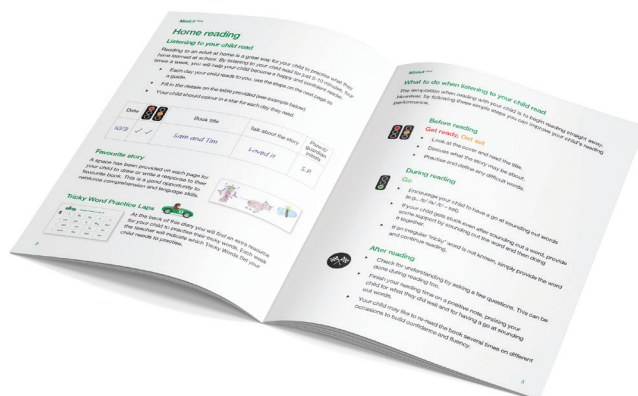 MiniLit
Home reading
Listening to your child read
Reading to an adult at home is a great way for your child to practise what they
have learned at school. By listening to your child read for just 5-10 minutes, four
times a week, you will help your child become a happy and confident reader.
• Each day your child reads to you, use the steps on the next page to
a guide.
• Fill in the details on the table provided (see example below).
• Your child should colour in a star for each day they read.
Date
Book title
Talk about the story
Parent/
guardian
initials
10/3 ✓ ✓ Sam and Tim Loved it S.P
Favourite story
A space has been provided on each page for
your child to draw or write a response to their
favourite book. This is a good opportunity to
reinforce comprehension and language skills.
Tricky Word Practice Laps
At the back of this diary you will find an extra resource
for your child to practise their tricky words. Each week
the teacher will indicate which Tricky Words Set your
child needs to practise.
2
MiniLit
What to do when listening to your child read
The temptation when reading with your child is to begin reading straight away.
However, by following these simple steps you can improve your child's reading
performance.
Before reading
Get ready, Get set
• Look at the cover and read the title.
• Discuss what the story may be about.
• Practise and define any difficult words.
During reading
Go
• Encourage your child to have a go at sounding out words
(e.g., /s/ /a/ /t/ – sat).
• If your child gets stuck even after sounding out a word, provide
some support by sounding out the word and then doing
it together.
• If an irregular "tricky" word is not known, simply provide the word
and continue reading.
After reading
• Check for understanding by asking a few questions. This can be
done during reading too.
• Finish your reading time on a positive note, praising your
child for what they did well and for having a go at sounding
out words.
• Your child may like to re-read the book several times on different
occasions to build confidence and fluency.
3